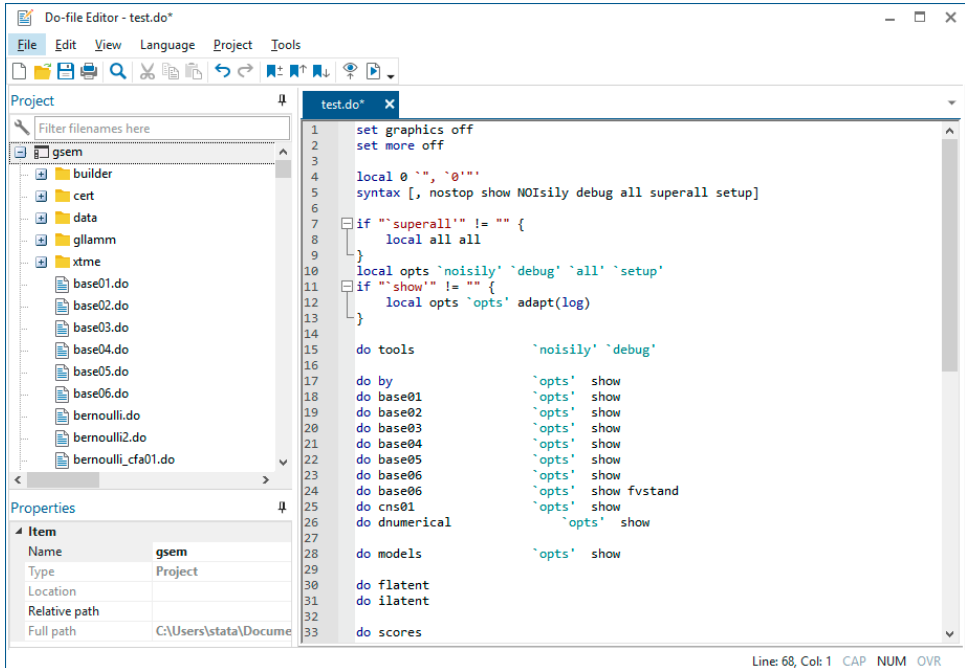 Do-file Editor - test.do*
File Edit View Language Project Tools
Project
Filter filenames here
gsem
builder
cert
data
gllamm
xtme
base01.do
base02.do
base03.do
base04.do
base05.do
base06.do
bernoulli.do
bernoulli2.do
bernoulli_cfa01.do
Properties
Item
Name gsem
Type Project
Location
Relative path
Full path C:\Users\stata\Docume
test.do*
1 set graphics off
2 set more off
3
4 local 0 `", `0'"'
5 syntax [, nostop show NOIsily debug all superall setup]
6
7 if "`superall'" != "" {
8 local all all
9 }
10 local opts `noisily' `debug' `all' `setup'
11 if "`show'" != "" {
12 local opts `opts' adapt(log)
13 }
14
15 do tools `noisily' `debug'
16
17 do by `opts' show
18 do base01 `opts' show
19 do base02 `opts' show
20 do base03 `opts' show
21 do base04 `opts' show
22 do base05 `opts' show
23 do base06 `opts' show
24 do base06 `opts' show fvstand
25 do cns01 `opts' show
26 do dnumerical `opts' show
27
28 do models `opts' show
29
30 do flatent
31 do ilatent
32
33 do scores
Line: 68, Col: 1 CAP NUM OVR